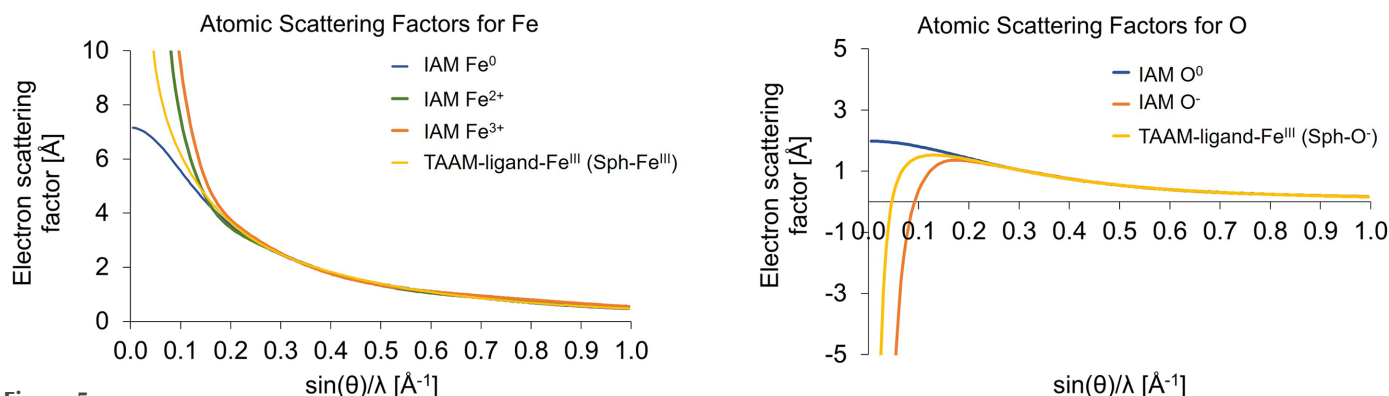 Atomic Scattering Factors for Fe
Electron scattering
factor [Å]
10
8
6
4
2
0
IAM Fe⁰
IAM Fe²⁺
IAM Fe³⁺
TAAM-ligand-Feᴵᴵᴵ (Sph-Feᴵᴵᴵ)
0.0 0.1 0.2 0.3 0.4 0.5 0.6 0.7 0.8 0.9 1.0
sin(θ)/λ [Å⁻¹]
Atomic Scattering Factors for O
Electron scattering
factor [Å]
5
3
1
-1
-3
-5
IAM O⁰
IAM O⁻
TAAM-ligand-Feᴵᴵᴵ (Sph-O⁻)
0.0 0.1 0.2 0.3 0.4 0.5 0.6 0.7 0.8 0.9 1.0
sin(θ)/λ [Å⁻¹]